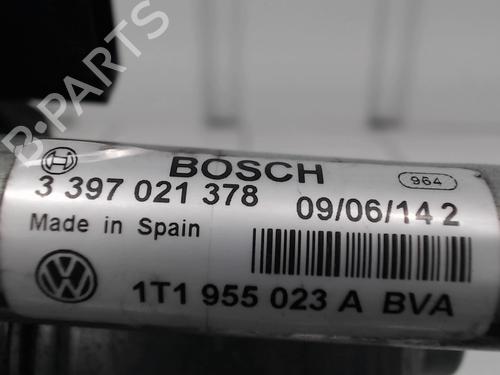 B-PARTS
BOSCH
964
3 397 021 378
09/06/14 2
Made in Spain
1T1 955 023 A BVA